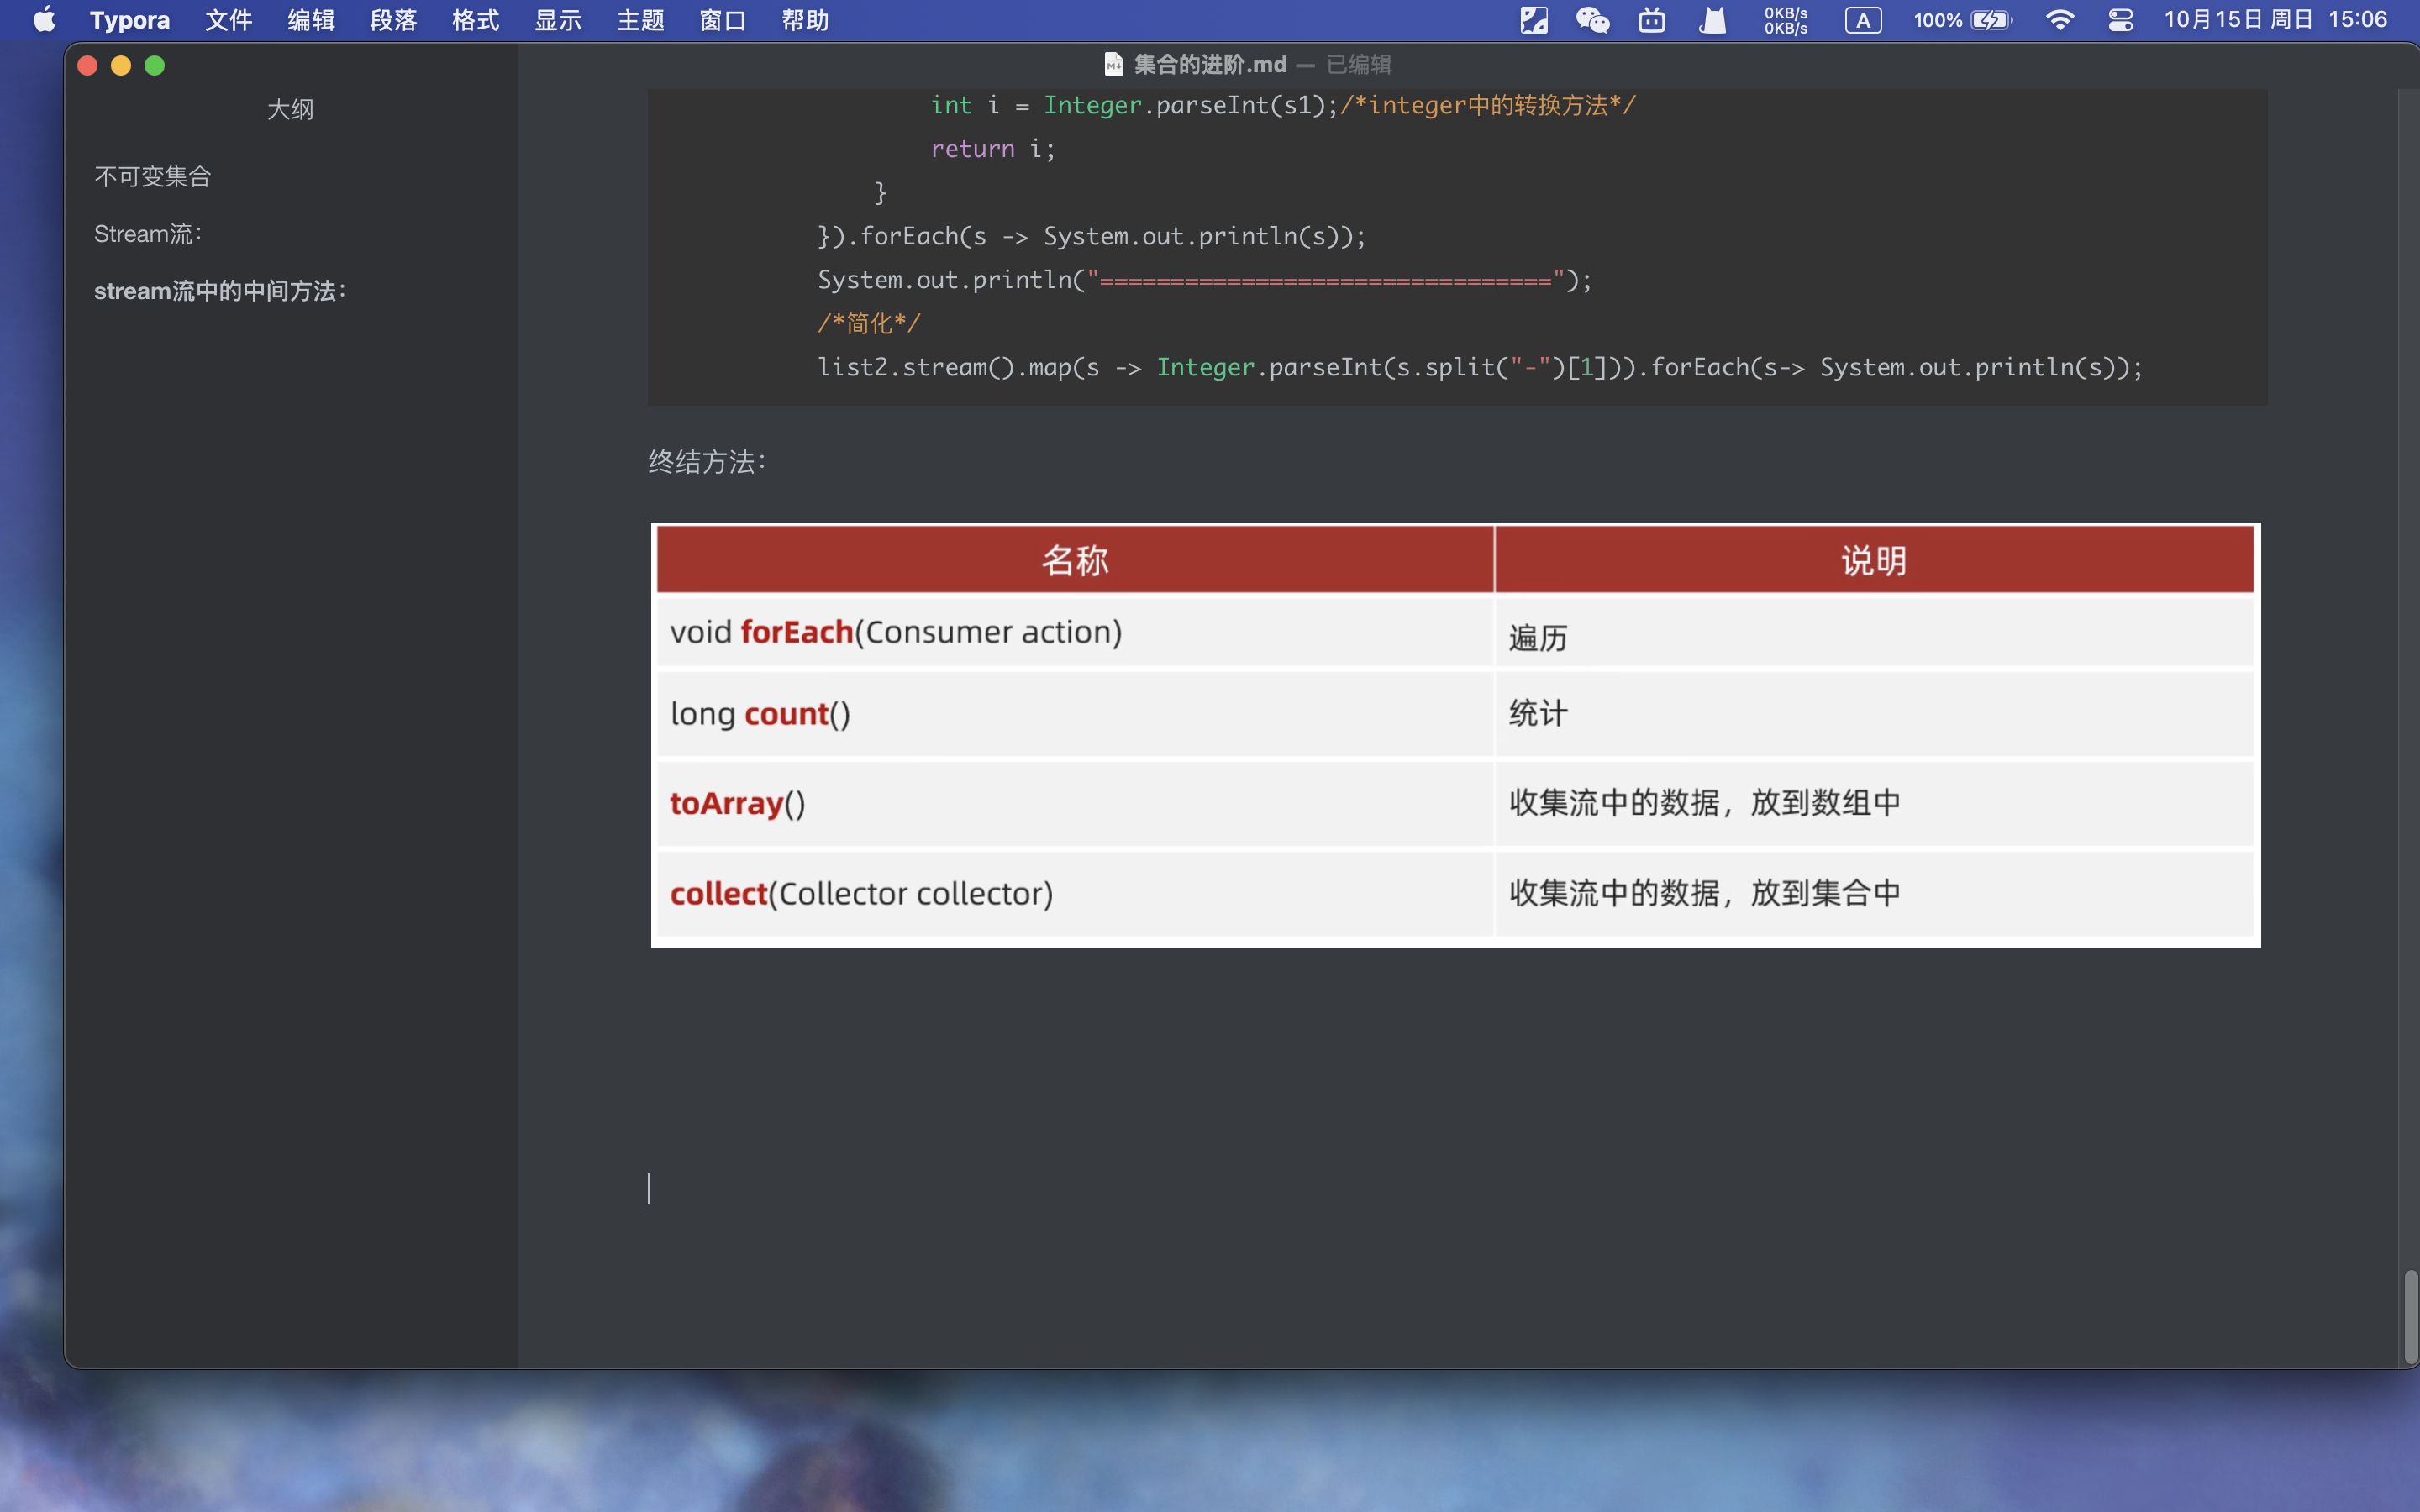 Typora 文件 编辑 段落 格式 显示 主题 窗口 帮助 0KB/s 0KB/s A 100% 10月15日 周日 15:06
集合的进阶.md — 已编辑
大纲
不可变集合
Stream流：
stream流中的中间方法：
int i = Integer.parseInt(s1);/*integer中的转换方法*/
return i;
}
}).forEach(s -> System.out.println(s));
System.out.println("================================");
/*简化*/
list2.stream().map(s -> Integer.parseInt(s.split("-")[1])).forEach(s-> System.out.println(s));
终结方法：
名称 说明
void forEach(Consumer action) 遍历
long count() 统计
toArray() 收集流中的数据，放到数组中
collect(Collector collector) 收集流中的数据，放到集合中